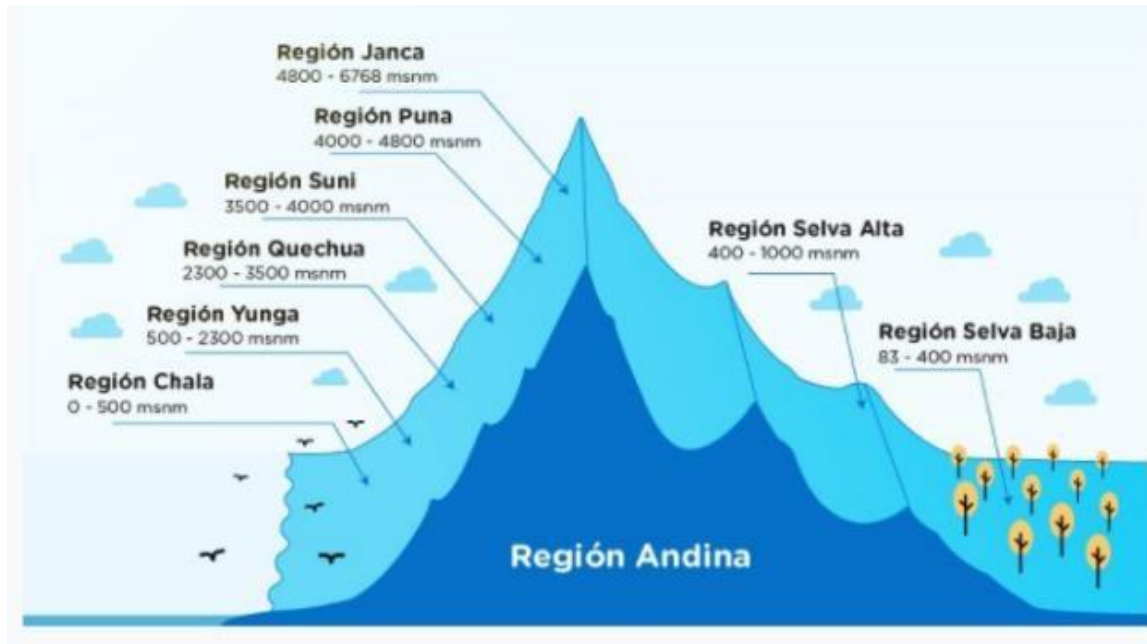 Región Janca
4800 - 6768 msnm
Región Puna
4000 - 4800 msnm
Región Suni
3500 - 4000 msnm
Región Quechua
2300 - 3500 msnm
Región Yunga
500 - 2300 msnm
Región Chala
0 - 500 msnm
Región Selva Alta
400 - 1000 msnm
Región Selva Baja
83 - 400 msnm
Región Andina